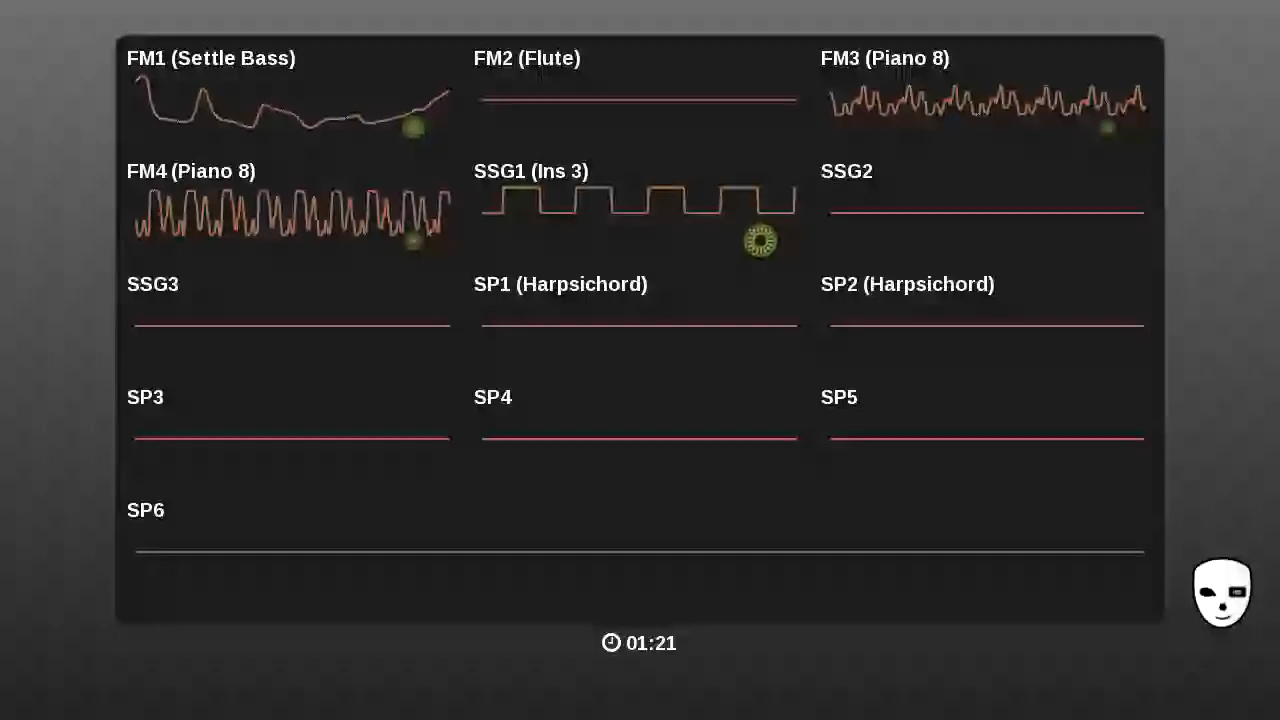 FM1 (Settle Bass)
FM2 (Flute)
FM3 (Piano 8)
FM4 (Piano 8)
SSG1 (Ins 3)
SSG2
SSG3
SP1 (Harpsichord)
SP2 (Harpsichord)
SP3
SP4
SP5
SP6
01:21